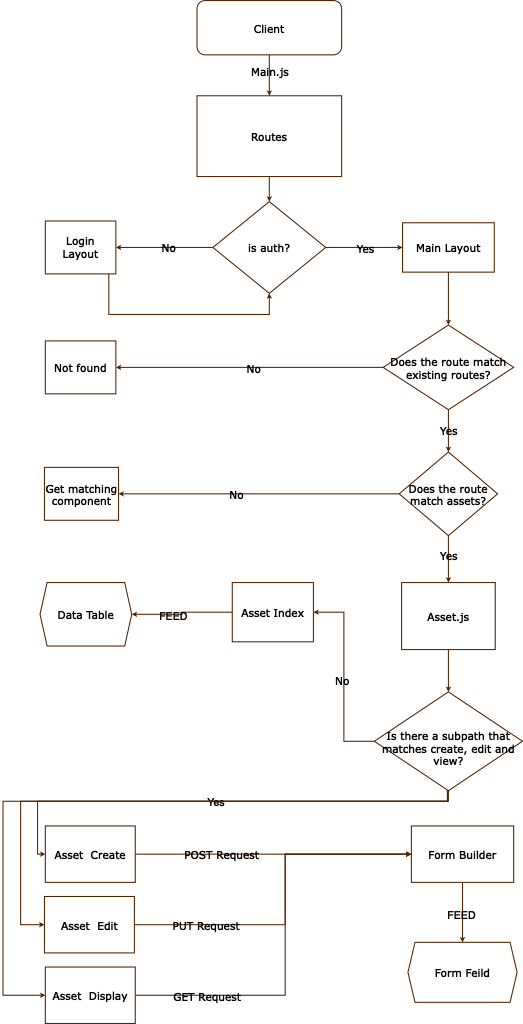 Client
Main.js
Routes
Login
Layout
No
is auth?
Yes
Main Layout
Not found
No
Does the route match
existing routes?
Yes
Get matching
component
No
Does the route
match assets?
Yes
Data Table
FEED
Asset Index
Asset.js
No
Is there a subpath that
matches create, edit and
view?
Yes
Asset  Create
POST Request
Form Builder
Asset  Edit
PUT Request
FEED
Asset  Display
GET Request
Form Feild